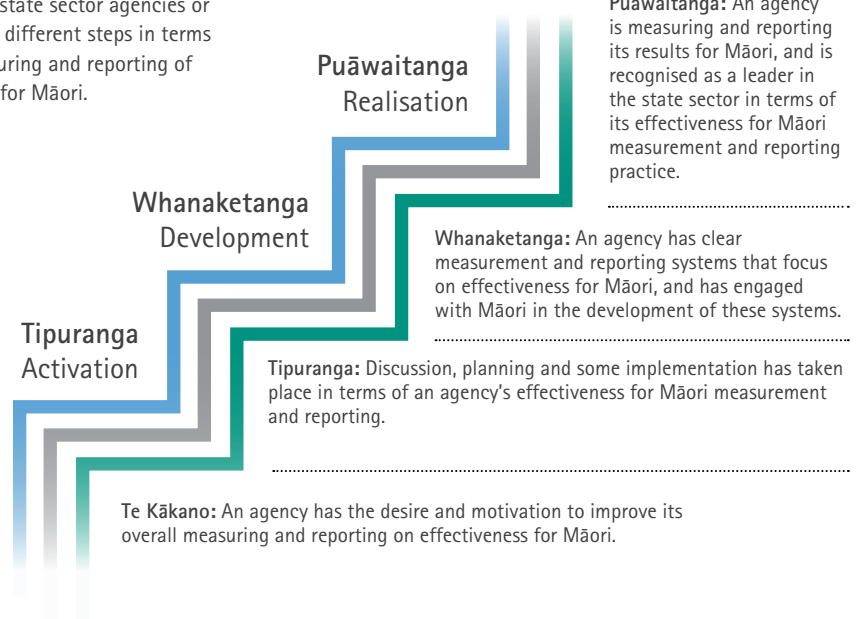 state sector agencies or
different steps in terms
uring and reporting of
for Māori.
Puāwaitanga
Realisation
Puāwaitanga: An agency
is measuring and reporting
its results for Māori, and is
recognised as a leader in
the state sector in terms of
its effectiveness for Māori
measurement and reporting
practice.
Whanaketanga
Development
Whanaketanga: An agency has clear
measurement and reporting systems that focus
on effectiveness for Māori, and has engaged
with Māori in the development of these systems.
Tipuranga
Activation
Tipuranga: Discussion, planning and some implementation has taken
place in terms of an agency's effectiveness for Māori measurement
and reporting.
Te Kākano: An agency has the desire and motivation to improve its
overall measuring and reporting on effectiveness for Māori.